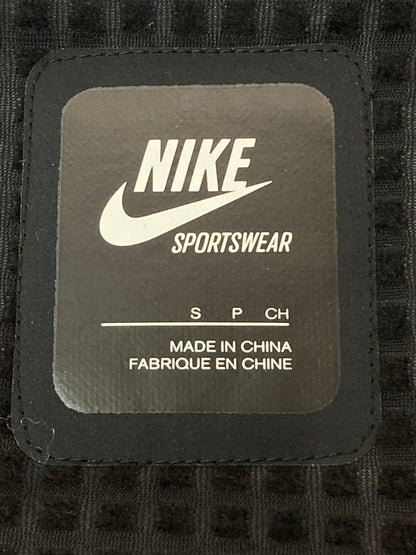 NIKE
SPORTSWEAR
S P CH
MADE IN CHINA
FABRIQUE EN CHINE